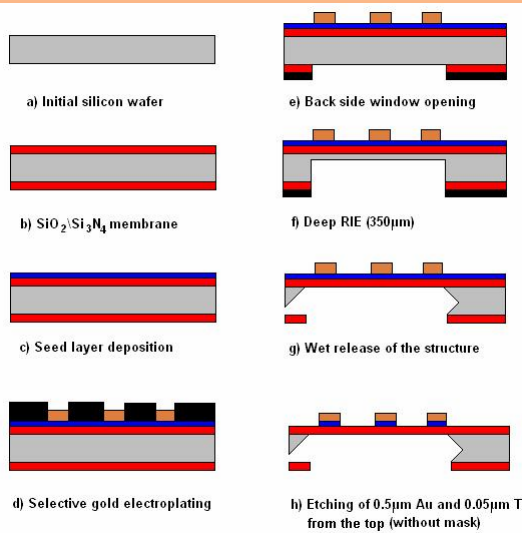 a) Initial silicon wafer
b) SiO2\Si3N4 membrane
c) Seed layer deposition
d) Selective gold electroplating
e) Back side window opening
f) Deep RIE (350µm)
g) Wet release of the structure
h) Etching of 0.5µm Au and 0.05µm T
from the top (without mask)